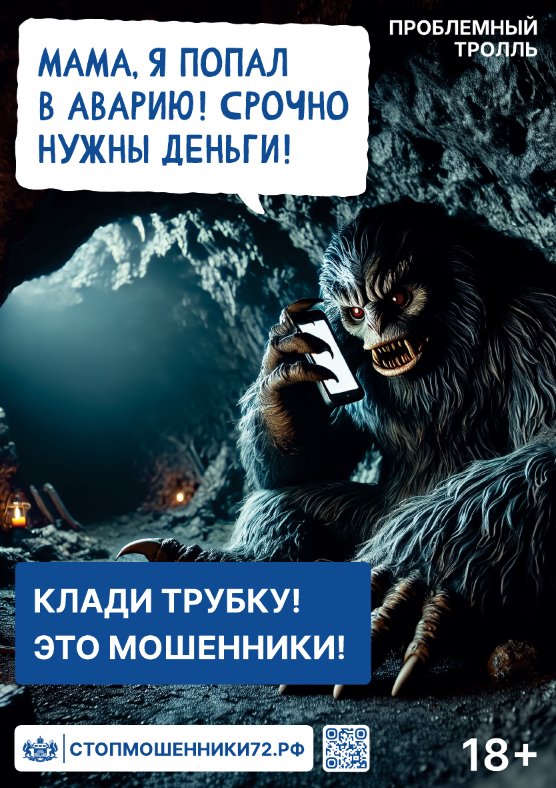 ПРОБЛЕМНЫЙ
ТРОЛЛЬ
МАМА, Я ПОПАЛ
В АВАРИЮ! СРОЧНО
НУЖНЫ ДЕНЬГИ!
КЛАДИ ТРУБКУ!
ЭТО МОШЕННИКИ!
СТОПМОШЕННИКИ72.РФ
18+